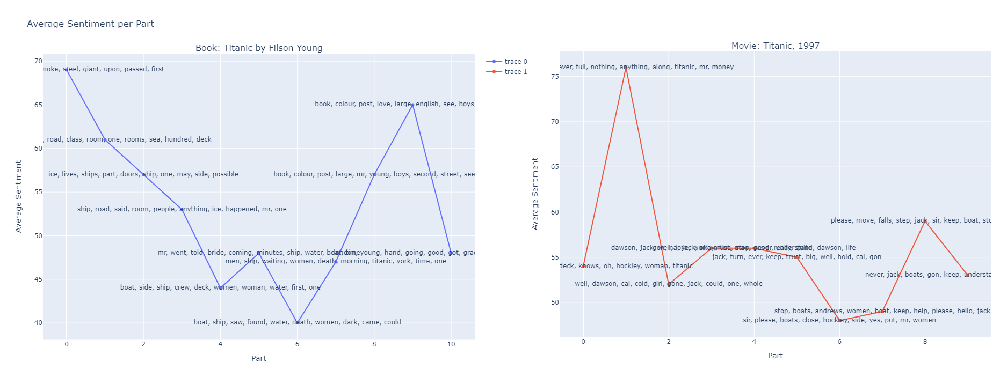 Average Sentiment per Part
Book: Titanic by Filson Young
70
65
60
55
50
45
40
0
2
4
6
8
10
Part
Average Sentiment
steel, giant, upon, passed, first
, road, class, room, one, rooms, sea, hundred, deck
ice, lives, ships, part, doors, ship, one, may, side, possible
ship, road, said, room, people, anything, ice, happened, mr, one
boat, side, ship, crew, deck, women, woman, water, first, one
mr, went, told, bride, coming, minutes, ship, water, boat, time
boat, ship, saw, found, water, death, women, dark, came, could
men, ship, waiting, women, death, morning, titanic, york, time, one
book, colour, post, large, mr, young, boys, second, street, see
book, colour, post, love, large, english, see, boys,
young, hand, going, good, got,
trace 0
trace 1
Movie: Titanic, 1997
75
70
65
60
55
50
0
2
4
6
8
Part
Average Sentiment
deck, knows, oh, hockley, woman, titanic
ever, full, nothing, anything, along, titanic, mr, money
well, dawson, cal, cold, girl, gone, jack, could, one, whole
dawson, jack,
dawson, life
jack, turn, ever, keep, trust, big, well, hold, cal, gon
sir, please, boats, close, hockley, side, yes, put, mr, women
stop, boats, andrews, women, boat, keep, help, please, hello, jack
please, move, falls, step, jack, sir, keep, boat,
never, jack, boats, gon, keep,